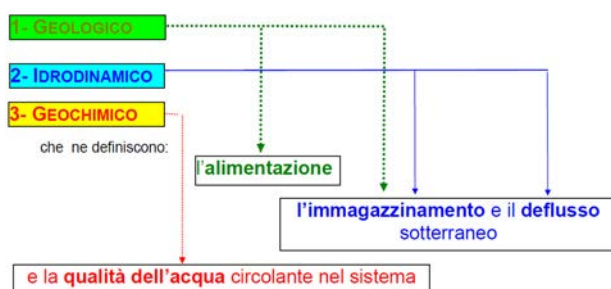 1- GEOLOGICO
2- IDRODINAMICO
3- GEOCHIMICO
che ne definiscono:
l'alimentazione
l'immagazzinamento e il deflusso
sotterraneo
e la qualità dell'acqua circolante nel sistema